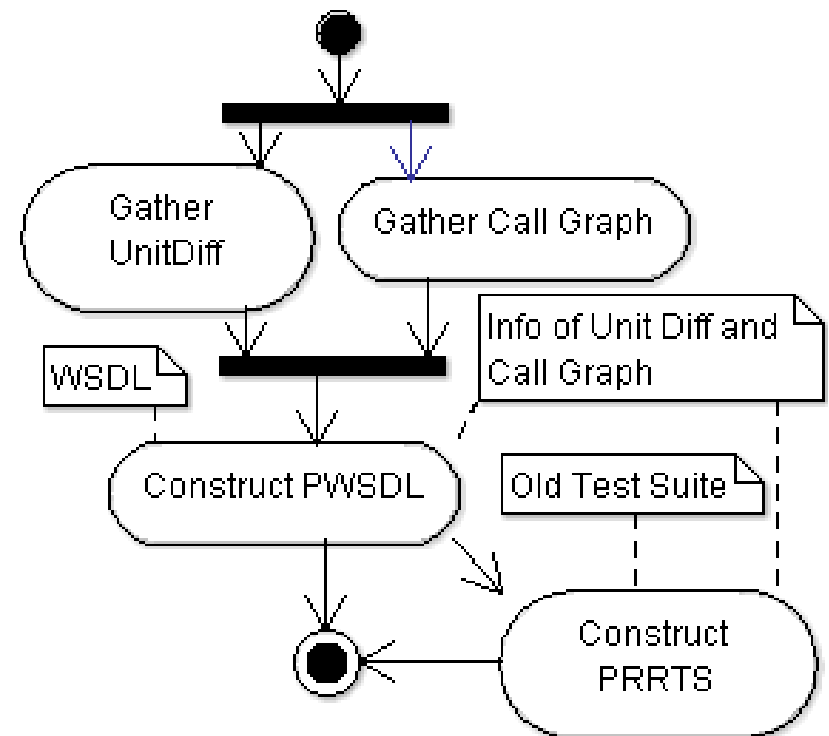 Gather
UnitDiff
Gather Call Graph
Info of Unit Diff and
Call Graph
WSDL
Construct PWSDL
Old Test Suite
Construct
PRRTS